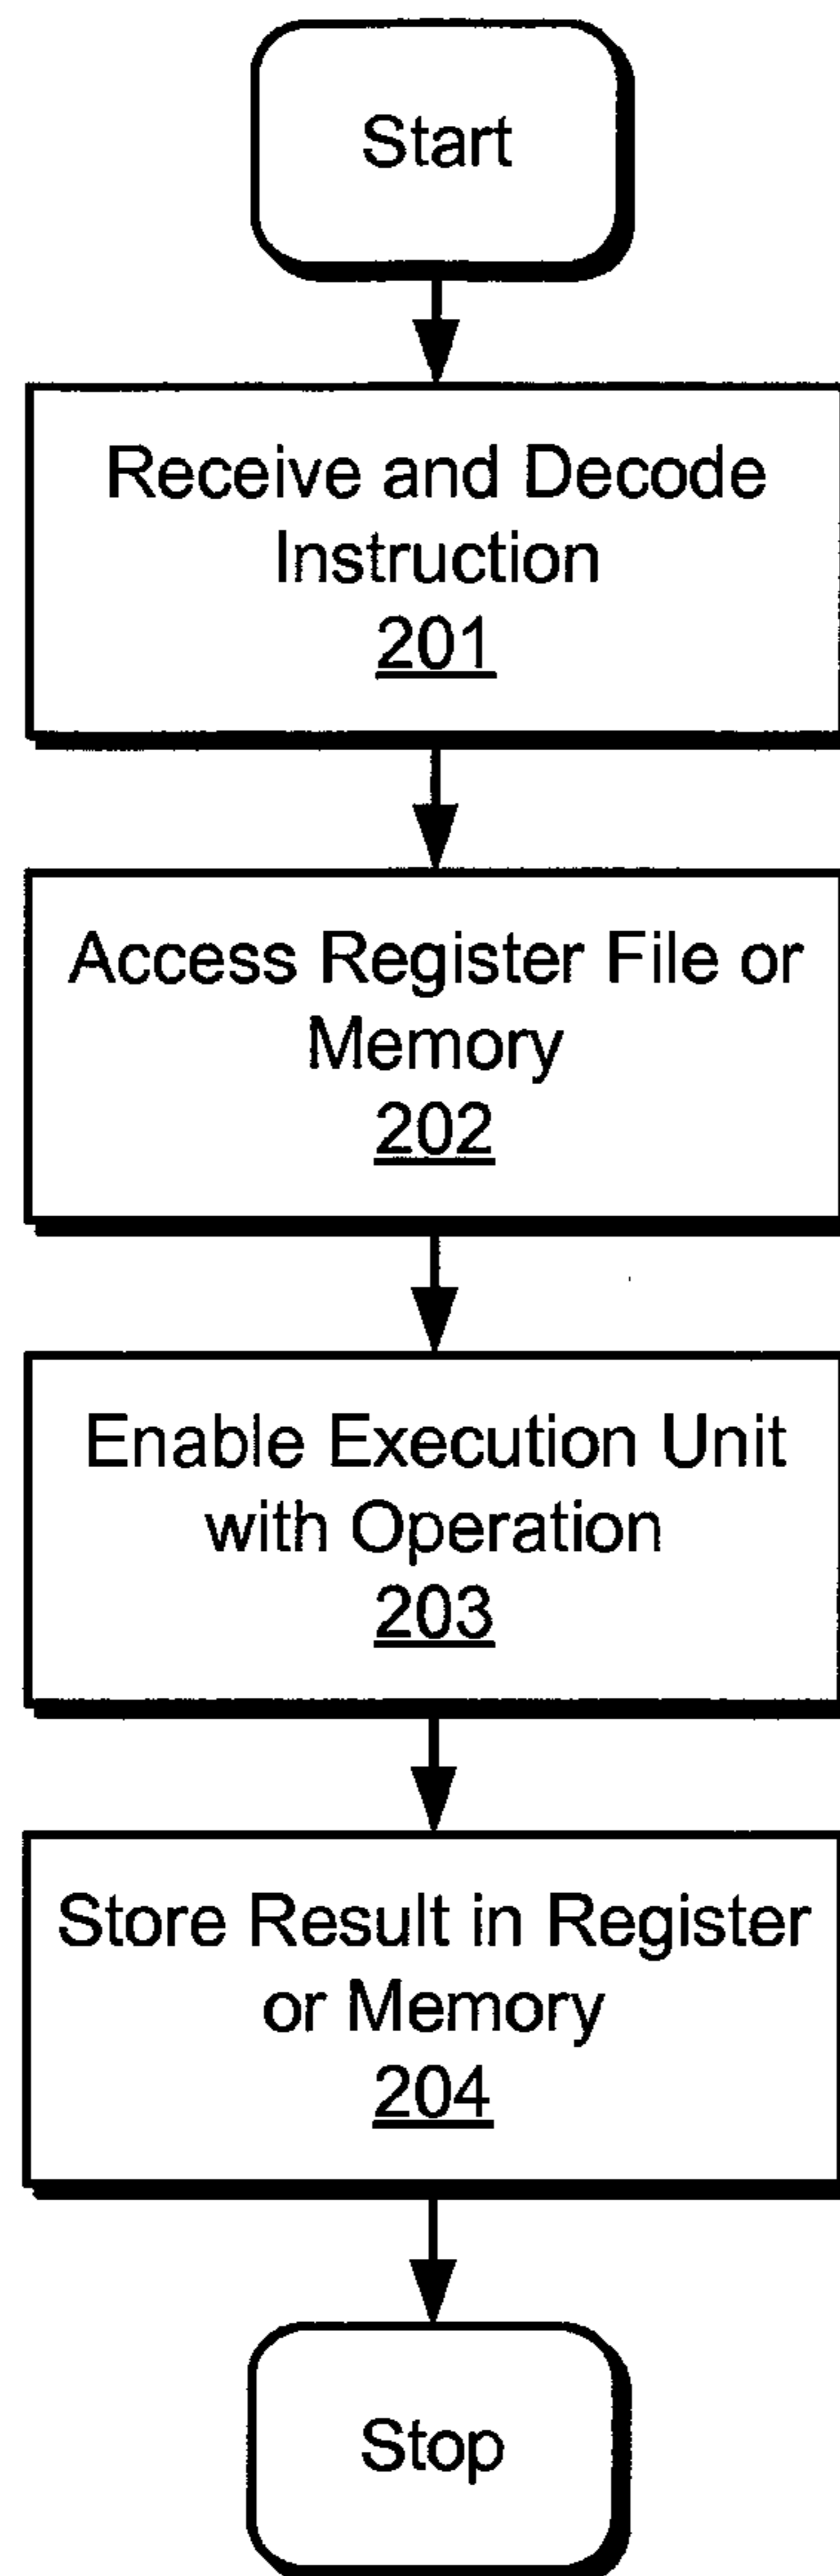 Start
Receive and Decode
Instruction
201
Access Register File or
Memory
202
Enable Execution Unit
with Operation
203
Store Result in Register
or Memory
204
Stop